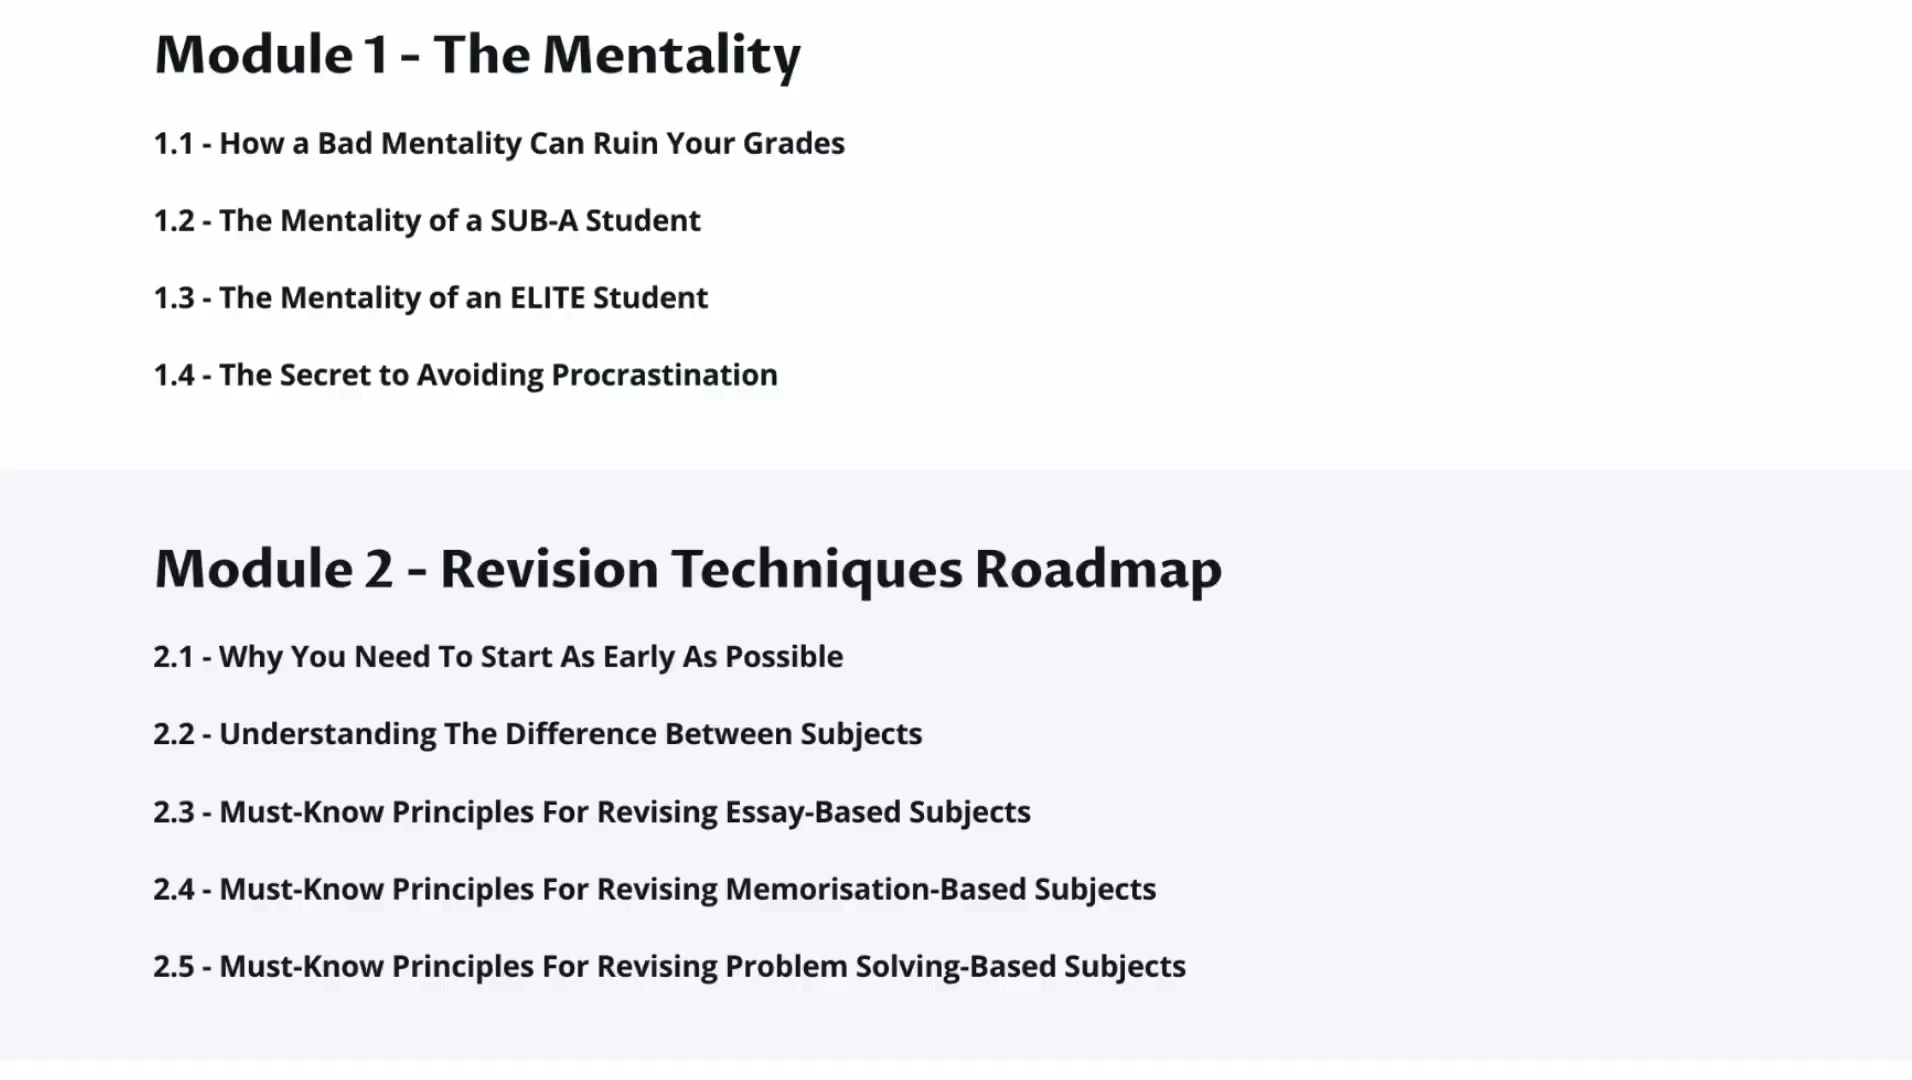 Module 1 - The Mentality
1.1 - How a Bad Mentality Can Ruin Your Grades
1.2 - The Mentality of a SUB-A Student
1.3 - The Mentality of an ELITE Student
1.4 - The Secret to Avoiding Procrastination
Module 2 - Revision Techniques Roadmap
2.1 - Why You Need To Start As Early As Possible
2.2 - Understanding The Difference Between Subjects
2.3 - Must-Know Principles For Revising Essay-Based Subjects
2.4 - Must-Know Principles For Revising Memorisation-Based Subjects
2.5 - Must-Know Principles For Revising Problem Solving-Based Subjects